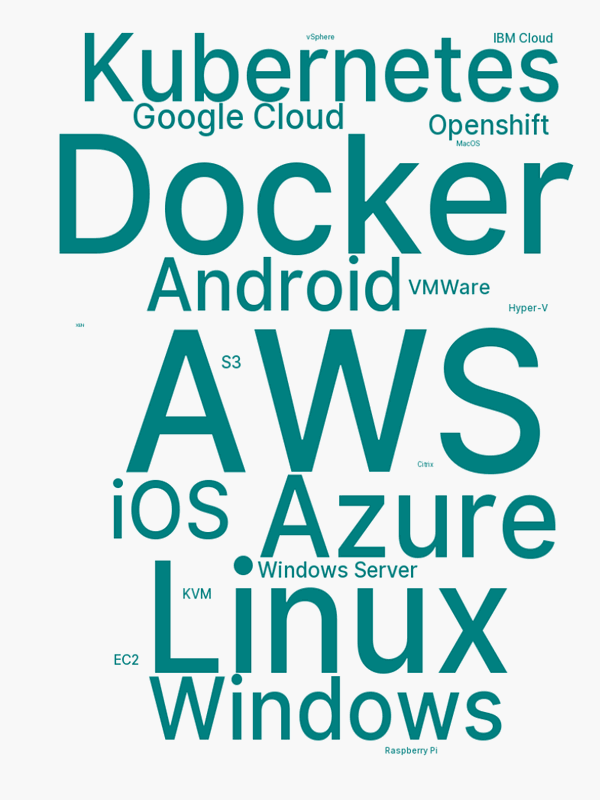 vSphere
IBM Cloud
Kubernetes
Google Cloud
Openshift
MacOS
Docker
Android
VMWare
Hyper-V
AWS
S3
Citrix
iOS
Azure
Windows Server
Linux
KVM
EC2
Windows
Raspberry Pi